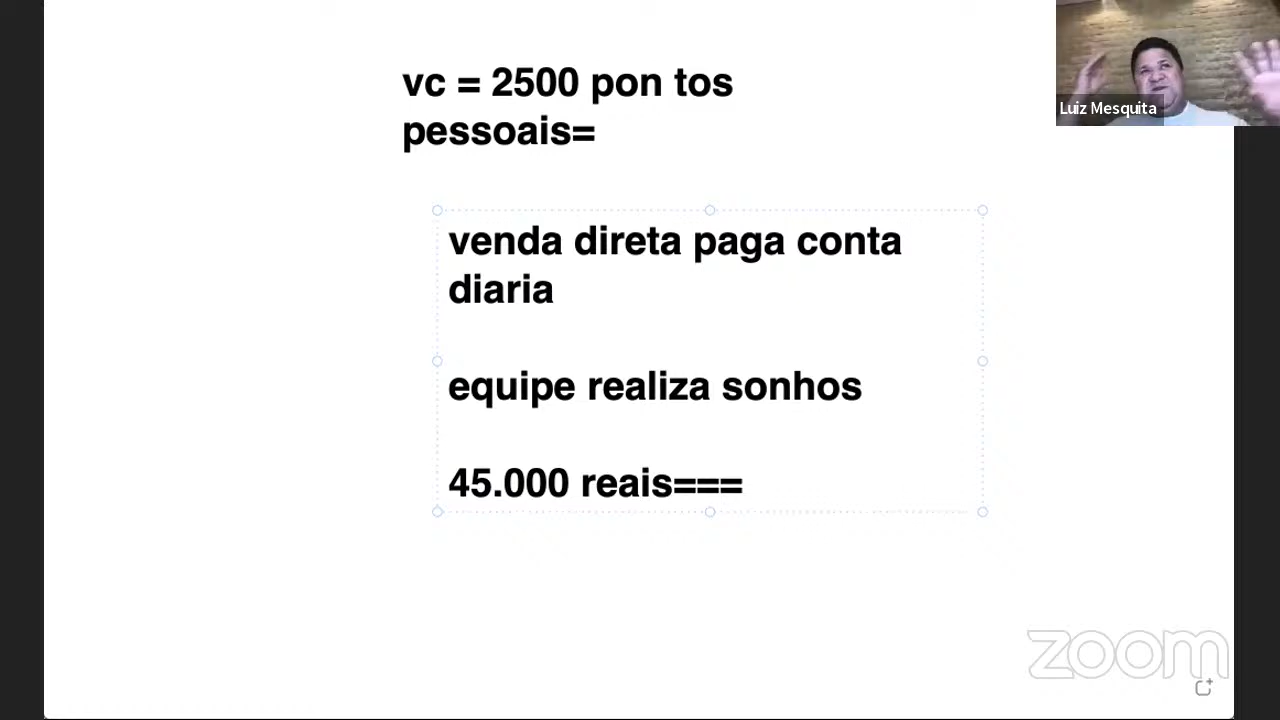 vc = 2500 pon tos
pessoais=
Luiz Mesquita
venda direta paga conta
diaria
equipe realiza sonhos
45.000 reais===
zoom